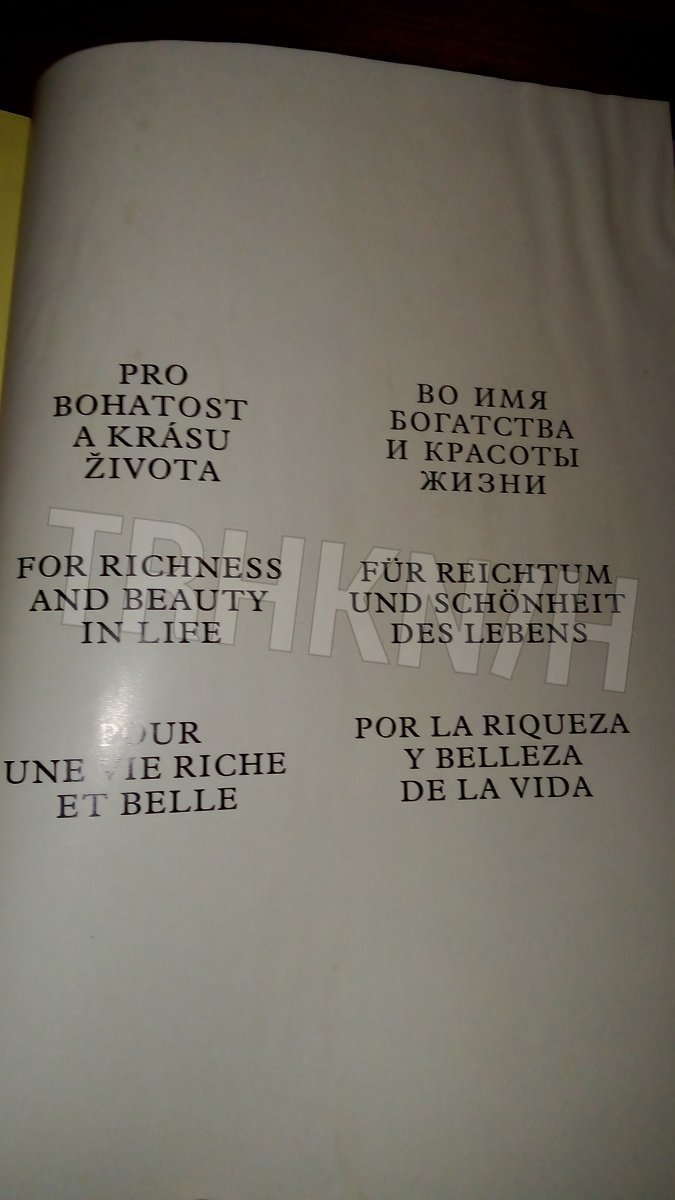 PRO
BOHATOST
A KRÁSU
ŽIVOTA
ВО ИМЯ
БОГАТСТВА
И КРАСОТЫ
ЖИЗНИ
FOR RICHNESS
AND BEAUTY
IN LIFE
FÜR REICHTUM
UND SCHÖNHEIT
DES LEBENS
POUR
UNE VIE RICHE
ET BELLE
POR LA RIQUEZA
Y BELLEZA
DE LA VIDA
TBHKNIH